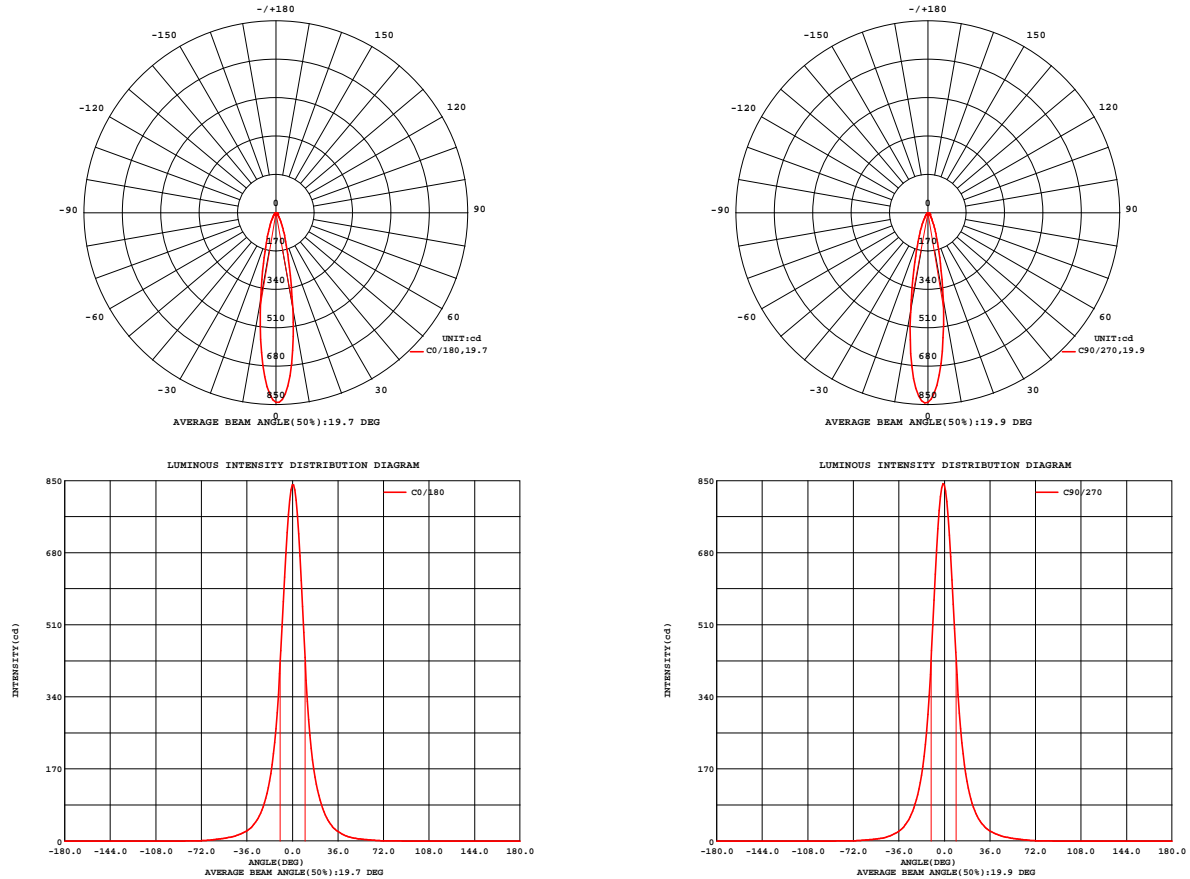 -/+180
-150
150
-120
120
-90
90
-60
60
-30
30
0
0
170
340
510
680
850
UNIT:cd
C0/180,19.7
AVERAGE BEAM ANGLE(50%):19.7 DEG
-/+180
-150
150
-120
120
-90
90
-60
60
-30
30
0
0
170
340
510
680
850
UNIT:cd
C90/270,19.9
AVERAGE BEAM ANGLE(50%):19.9 DEG
LUMINOUS INTENSITY DISTRIBUTION DIAGRAM
C0/180
INTENSITY(cd)
850
680
510
340
170
0
-180.0 -144.0 -108.0 -72.0 -36.0 0.0 36.0 72.0 108.0 144.0 180.0
ANGLE(DEG)
AVERAGE BEAM ANGLE(50%):19.7 DEG
LUMINOUS INTENSITY DISTRIBUTION DIAGRAM
C90/270
INTENSITY(cd)
850
680
510
340
170
0
-180.0 -144.0 -108.0 -72.0 -36.0 0.0 36.0 72.0 108.0 144.0 180.0
ANGLE(DEG)
AVERAGE BEAM ANGLE(50%):19.9 DEG